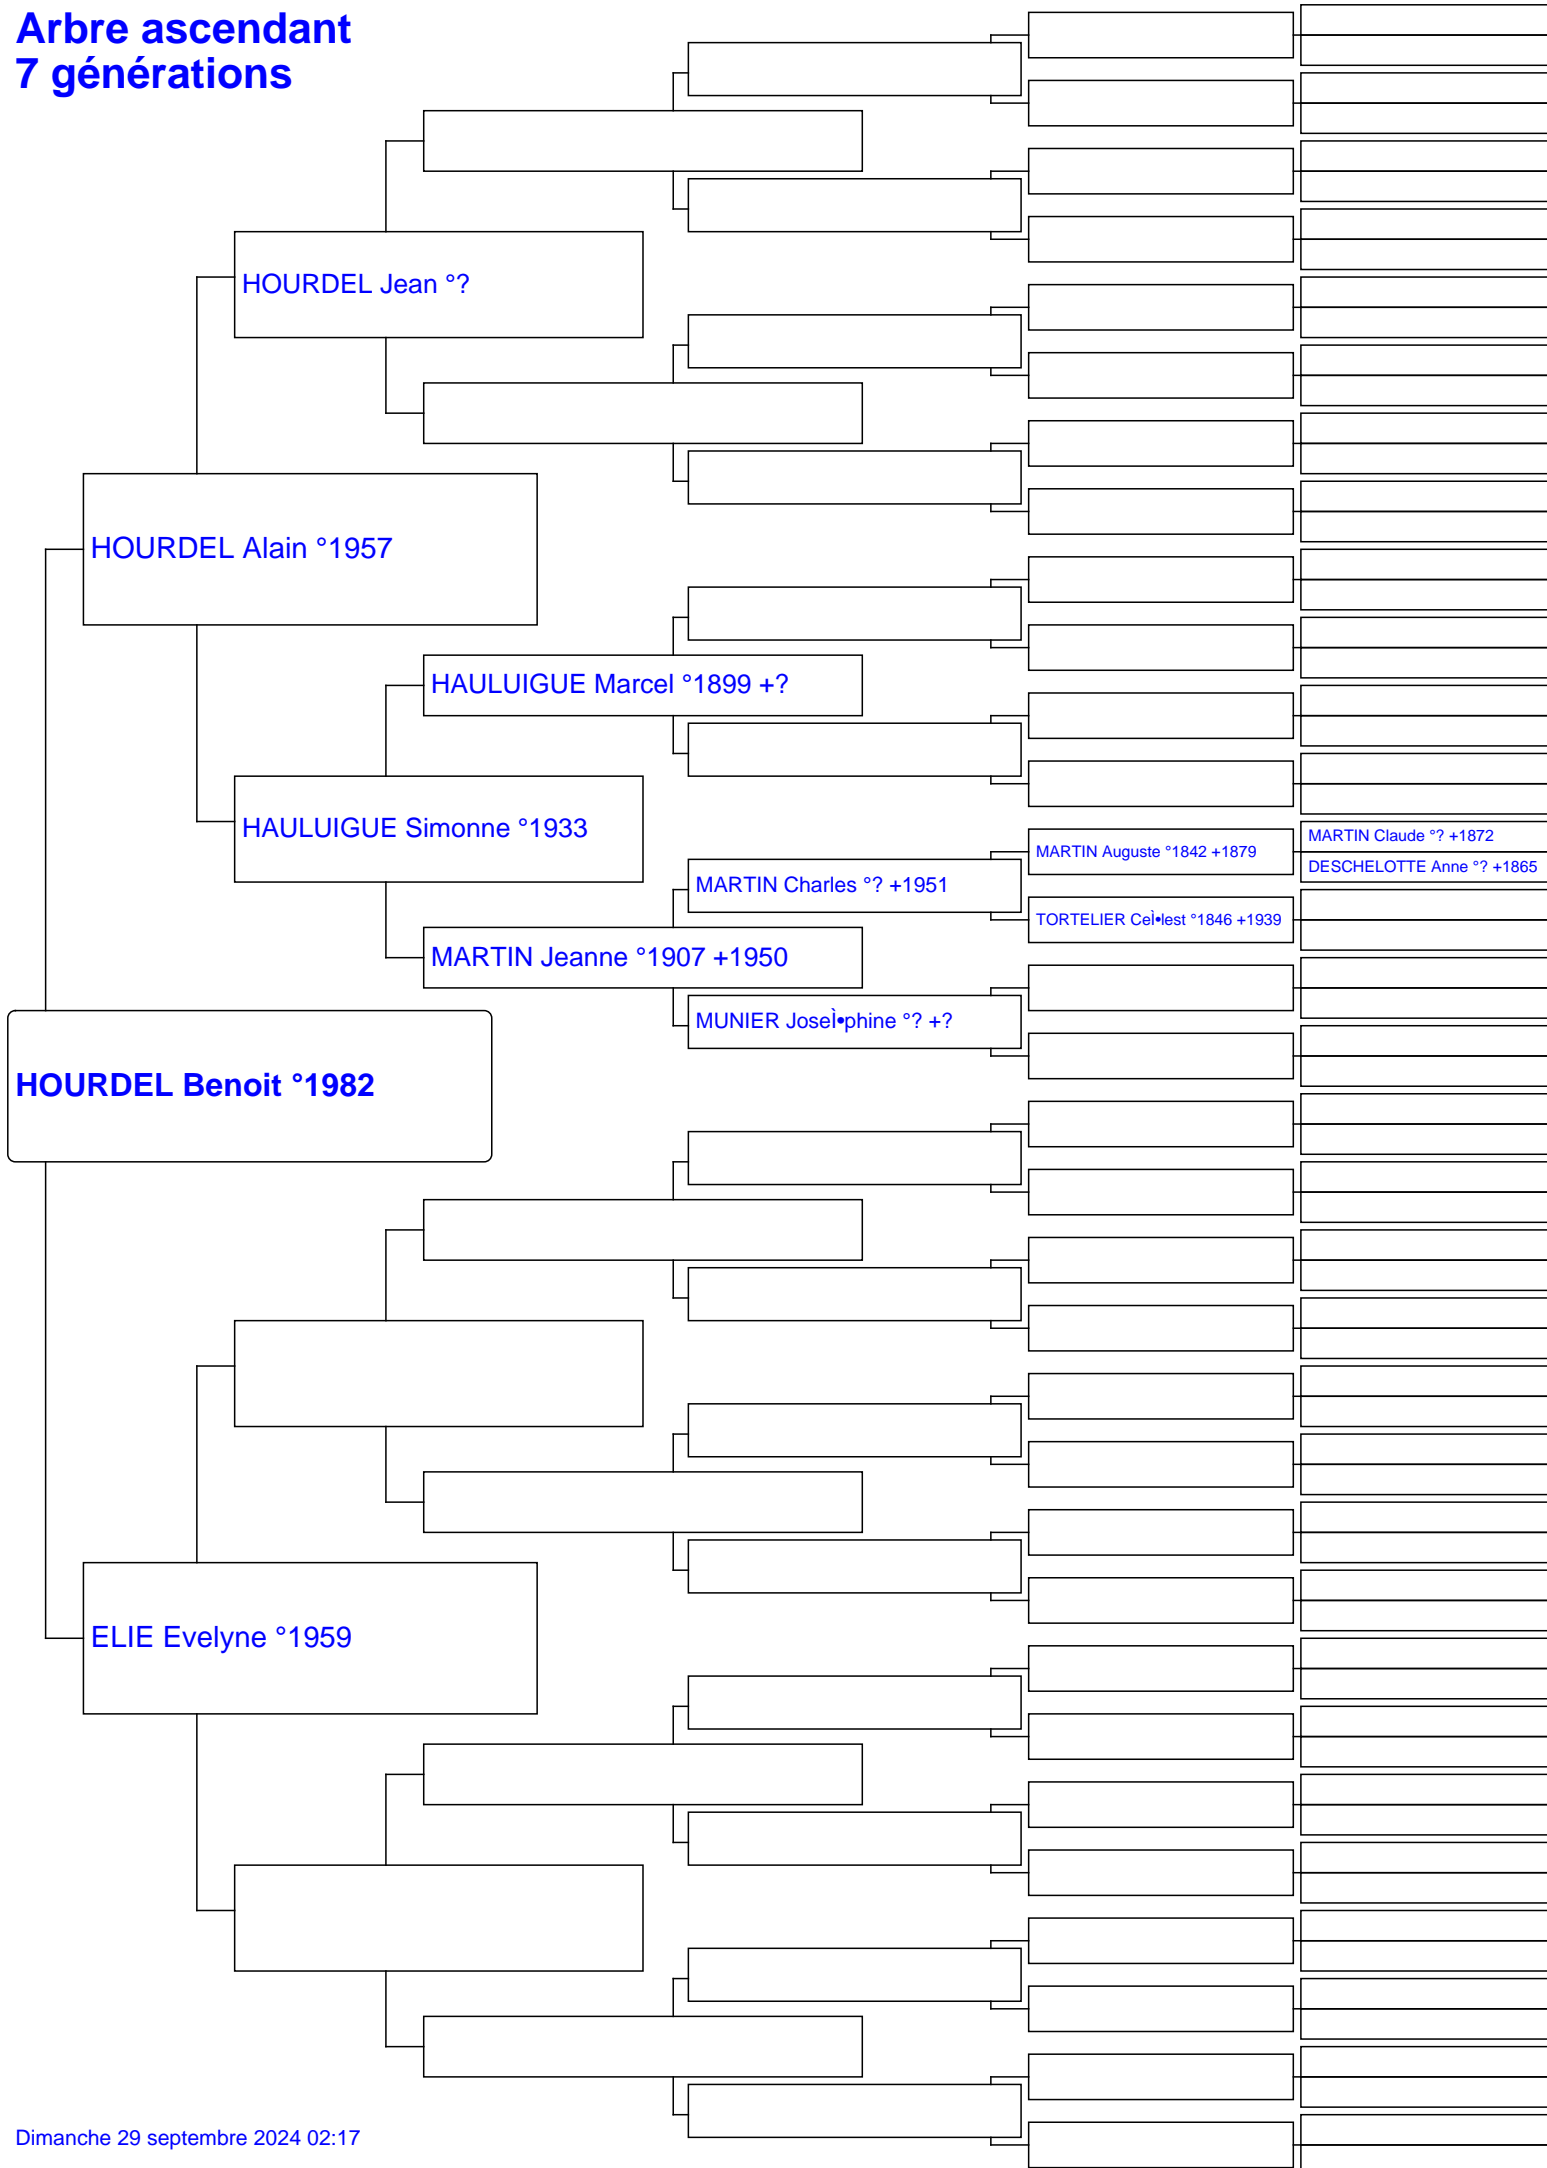 Arbre ascendant
7 générations
HOURDEL Jean °?
HOURDEL Alain °1957
HAULUIGUE Marcel °1899 +?
HAULUIGUE Simonne °1933
MARTIN Claude °? +1872
MARTIN Auguste °1842 +1879
DESCHELOTTE Anne °? +1865
MARTIN Charles °? +1951
TORTELIER CeÌ•lest °1846 +1939
MARTIN Jeanne °1907 +1950
MUNIER JoseÌ•phine °? +?
HOURDEL Benoit °1982
ELIE Evelyne °1959
Dimanche 29 septembre 2024 02:17